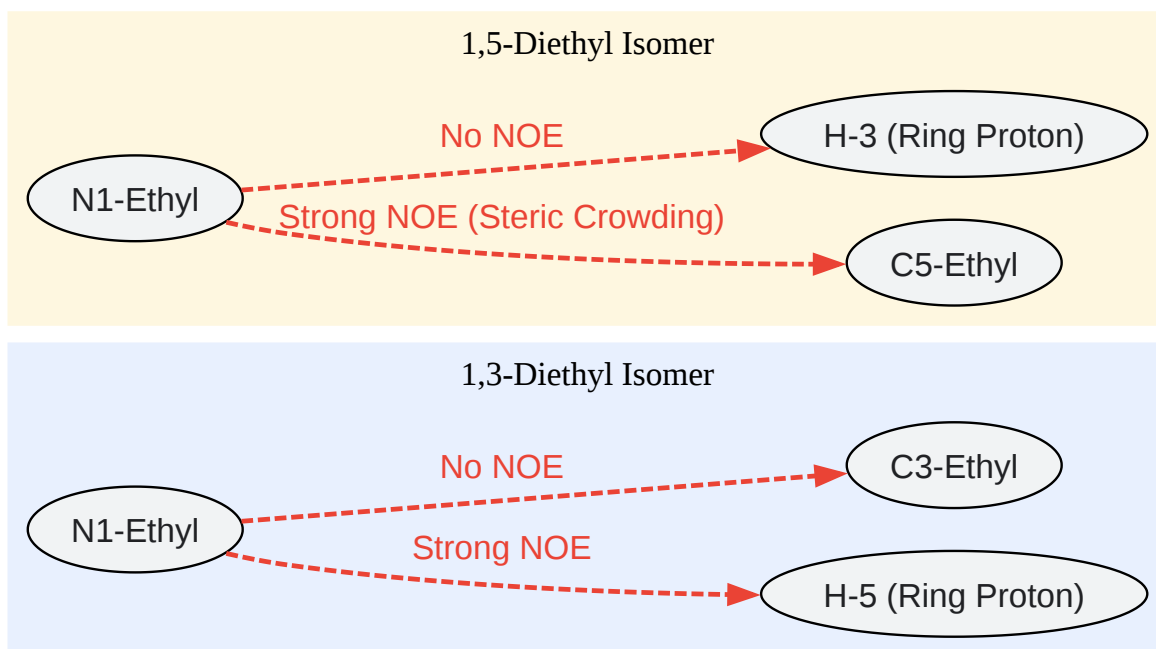 1,5-Diethyl Isomer
No NOE
H-3 (Ring Proton)
N1-Ethyl
Strong NOE (Steric Crowding)
C5-Ethyl
1,3-Diethyl Isomer
No NOE
C3-Ethyl
N1-Ethyl
Strong NOE
H-5 (Ring Proton)